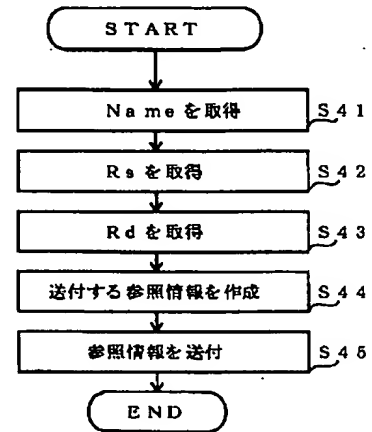 START
Nameを取得 S41
Rsを取得 S42
Rdを取得 S43
送付する参照情報を作成 S44
参照情報を送付 S45
END